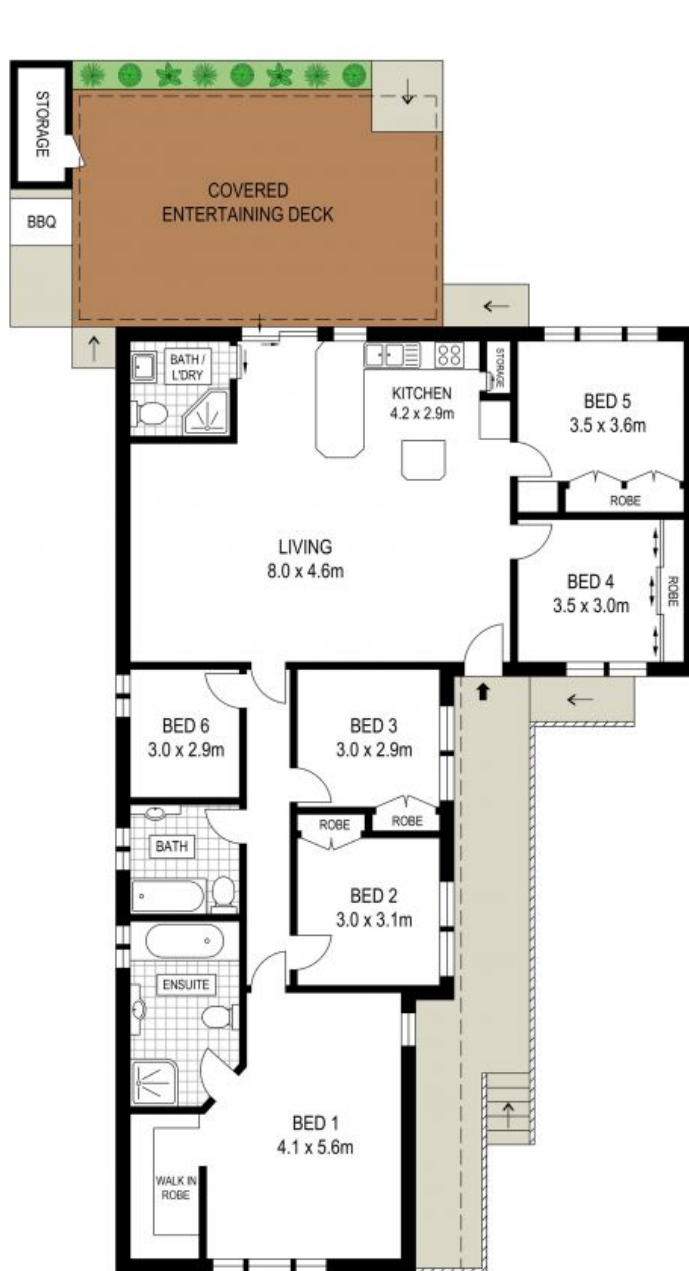 STORAGE
COVERED
ENTERTAINING DECK
BBQ
BATH /
L'DRY
KITCHEN
4.2 x 2.9m
STORAGE
BED 5
3.5 x 3.6m
ROBE
LIVING
8.0 x 4.6m
BED 4
3.5 x 3.0m
ROBE
BED 6
3.0 x 2.9m
BED 3
3.0 x 2.9m
ROBE
ROBE
BATH
BED 2
3.0 x 3.1m
ENSUITE
BED 1
4.1 x 5.6m
WALK IN
ROBE